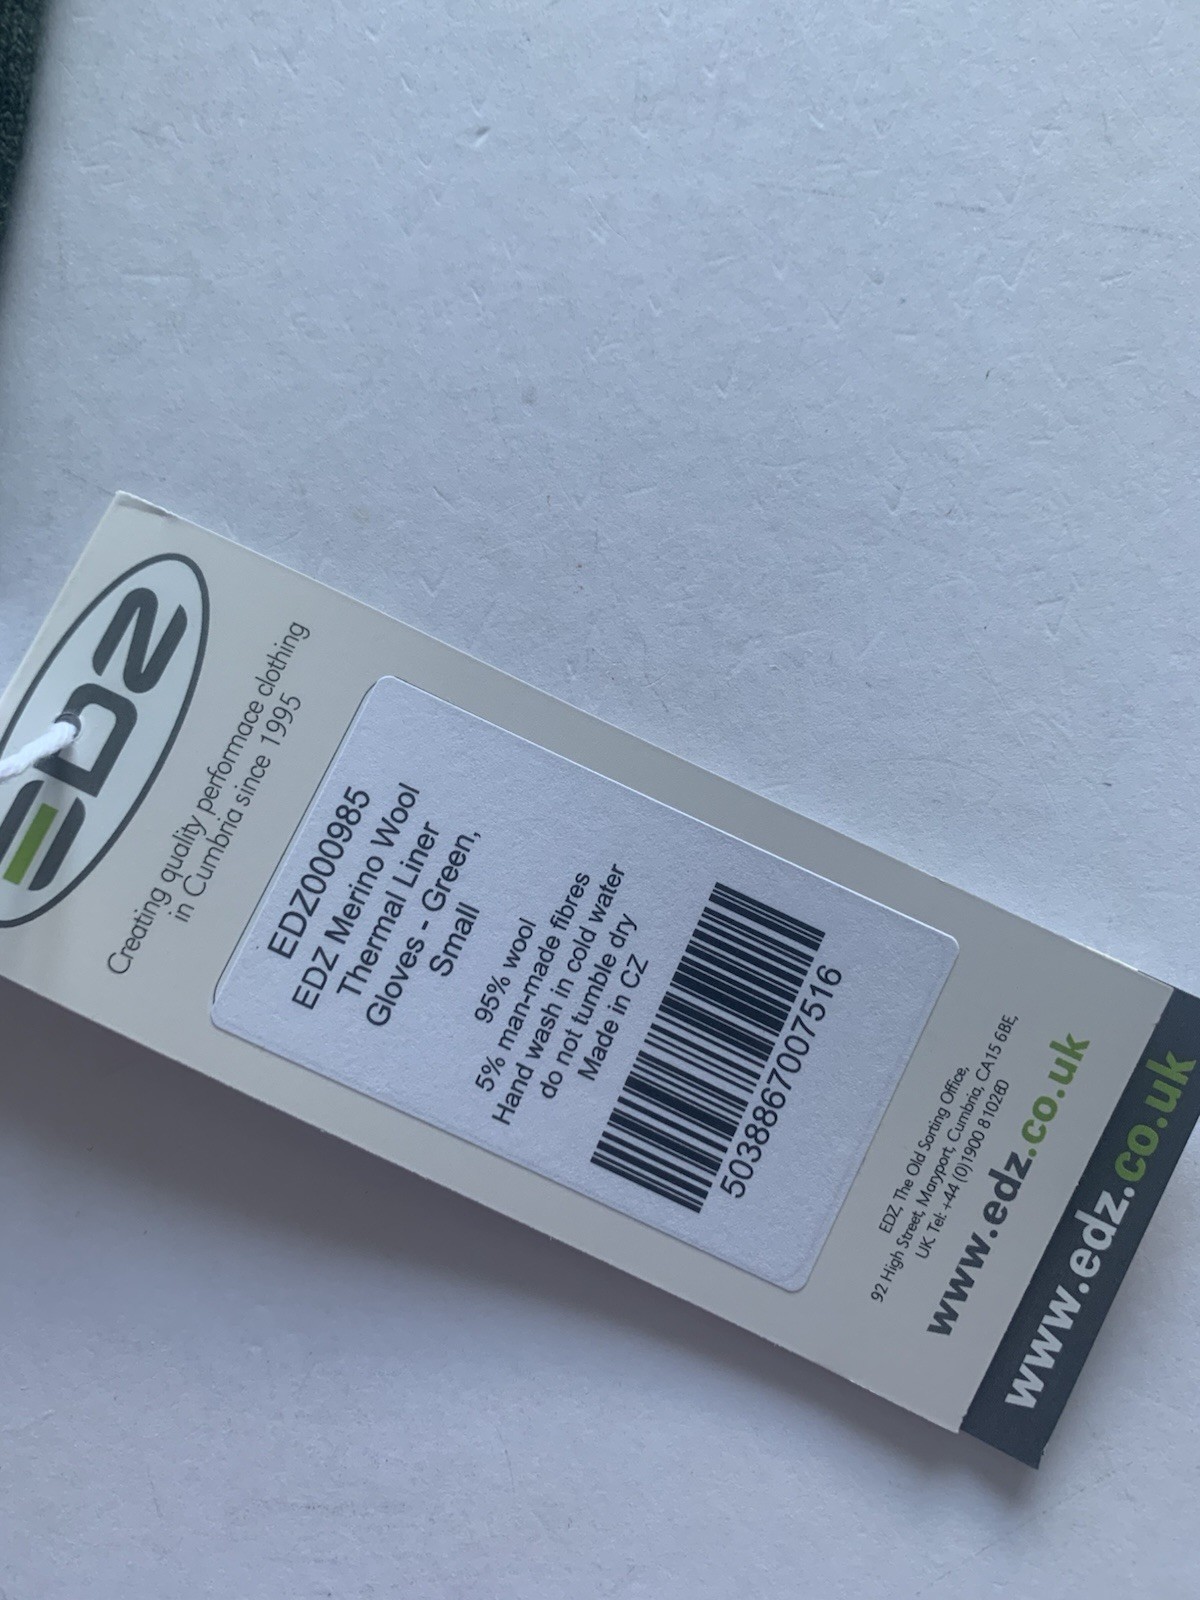 EDZ
Creating quality performace clothing
in Cumbria since 1995
EDZ000985
EDZ Merino Wool
Thermal Liner
Gloves - Green,
Small
95% wool
5% man-made fibres
Hand wash in cold water
do not tumble dry
Made in CZ
5038867007516
EDZ, The Old Sorting Office,
92 High Street, Maryport, Cumbria, CA15 6BE,
UK. Tel: +44 (0)1900 810260
www.edz.co.uk
www.edz.co.uk